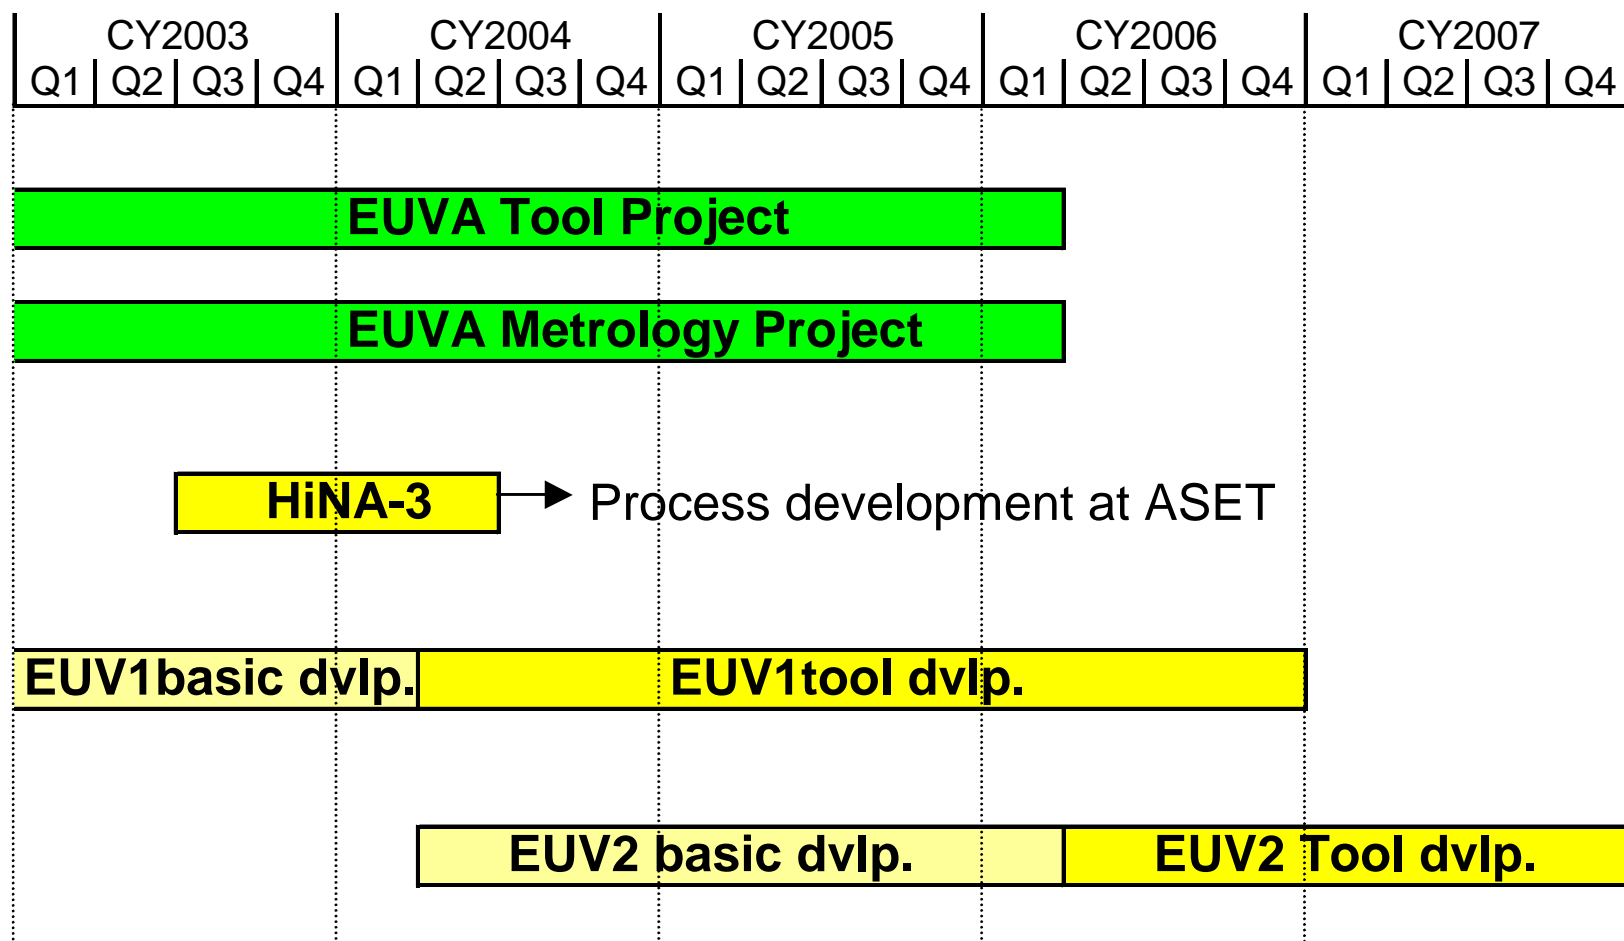 CY2003 CY2004 CY2005 CY2006 CY2007
Q1 Q2 Q3 Q4 Q1 Q2 Q3 Q4 Q1 Q2 Q3 Q4 Q1 Q2 Q3 Q4 Q1 Q2 Q3 Q4
EUVA Tool Project
EUVA Metrology Project
HiNA-3 Process development at ASET
EUV1basic dvlp. EUV1tool dvlp.
EUV2 basic dvlp. EUV2 Tool dvlp.